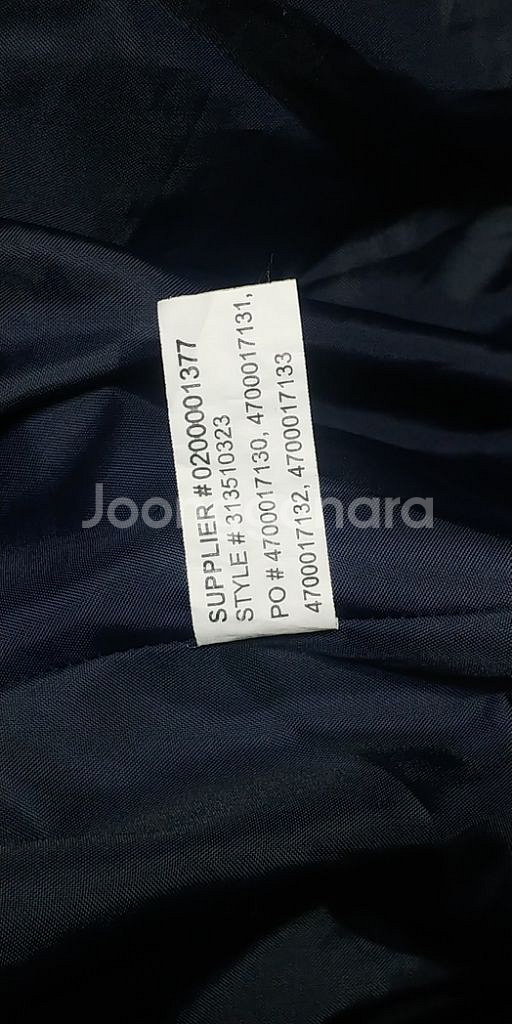 SUPPLIER # 0200001377
STYLE # 313510323
PO # 4700017130, 4700017131,
4700017132, 4700017133